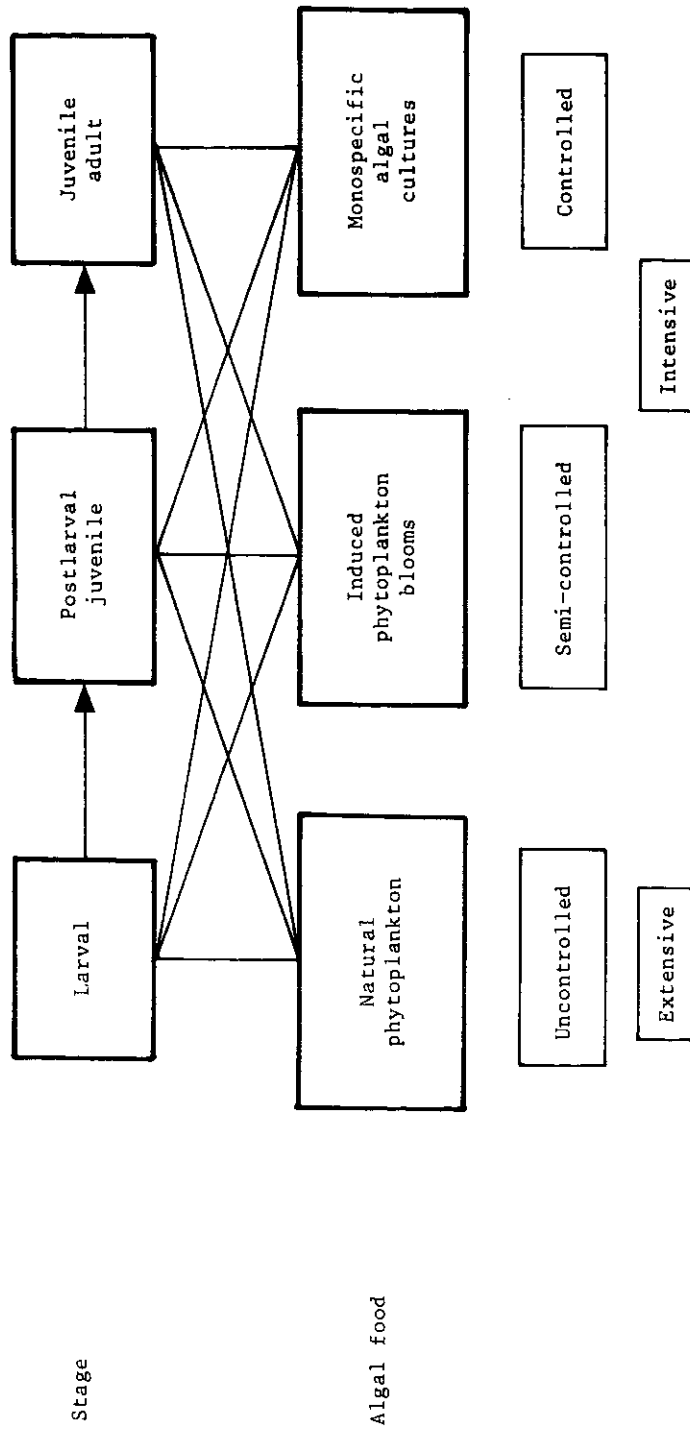 Stage
Larval
Postlarval
juvenile
Juvenile
adult
Algal food
Natural
phytoplankton
Induced
phytoplankton
blooms
Monospecific
algal
cultures
Uncontrolled
Semi-controlled
Controlled
Extensive
Intensive